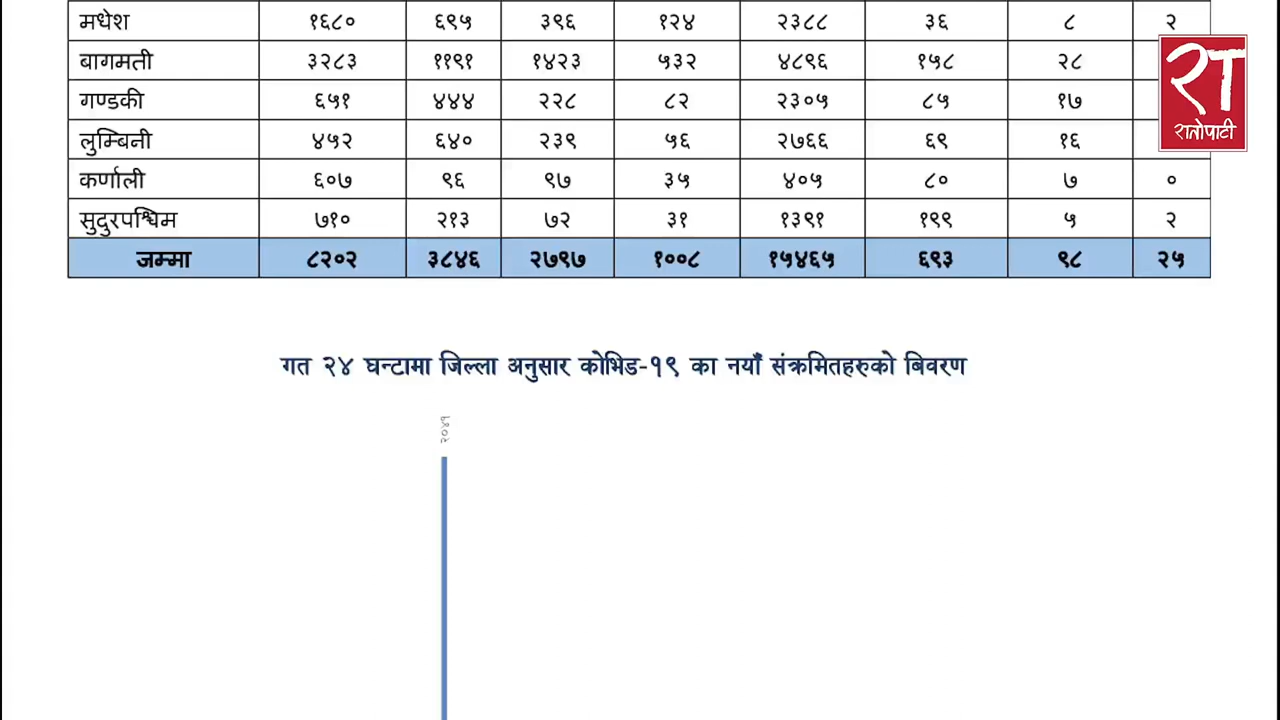 मधेश १६८० ६९५ ३९६ १२४ २३८८ ३६ ८ २
बागमती ३२८३ ११९१ १४२३ ५३२ ४८९६ १५८ २८
गण्डकी ६५१ ४४४ २२८ ८२ २३०५ ८५ १७
लुम्बिनी ४५२ ६४० २३९ ५६ २७६६ ६९ १६
कर्णाली ६०७ ९६ ९७ ३५ ४०५ ८० ७ ०
सुदुरपश्चिम ७१० २१३ ७२ ३१ १३९१ १९९ ५ २
जम्मा ८२०२ ३८४६ २७९७ १००८ १५४६५ ६९३ ९८ २५
रातोपाटी
गत २४ घन्टामा जिल्ला अनुसार कोभिड-१९ का नयाँ संक्रमितहरुको बिवरण